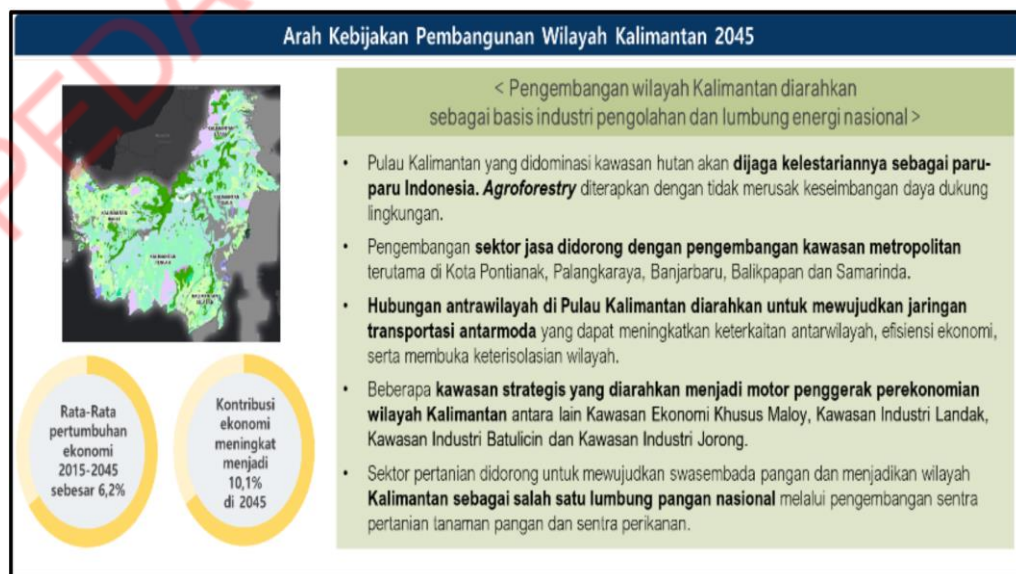 Arah Kebijakan Pembangunan Wilayah Kalimantan 2045
< Pengembangan wilayah Kalimantan diarahkan
sebagai basis industri pengolahan dan lumbung energi nasional >
• Pulau Kalimantan yang didominasi kawasan hutan akan dijaga kelestariannya sebagai paru-
paru Indonesia. Agroforestry diterapkan dengan tidak merusak keseimbangan daya dukung
lingkungan.
• Pengembangan sektor jasa didorong dengan pengembangan kawasan metropolitan
terutama di Kota Pontianak, Palangkaraya, Banjarbaru, Balikpapan dan Samarinda.
• Hubungan antrawilayah di Pulau Kalimantan diarahkan untuk mewujudkan jaringan
transportasi antarmoda yang dapat meningkatkan keterkaitan antarwilayah, efisiensi ekonomi,
serta membuka keterisolasian wilayah.
• Beberapa kawasan strategis yang diarahkan menjadi motor penggerak perekonomian
wilayah Kalimantan antara lain Kawasan Ekonomi Khusus Maloy, Kawasan Industri Landak,
Kawasan Industri Batulicin dan Kawasan Industri Jorong.
• Sektor pertanian didorong untuk mewujudkan swasembada pangan dan menjadikan wilayah
Kalimantan sebagai salah satu lumbung pangan nasional melalui pengembangan sentra
pertanian tanaman pangan dan sentra perikanan.
Rata-Rata
pertumbuhan
ekonomi
2015-2045
sebesar 6,2%
Kontribusi
ekonomi
meningkat
menjadi
10,1%
di 2045